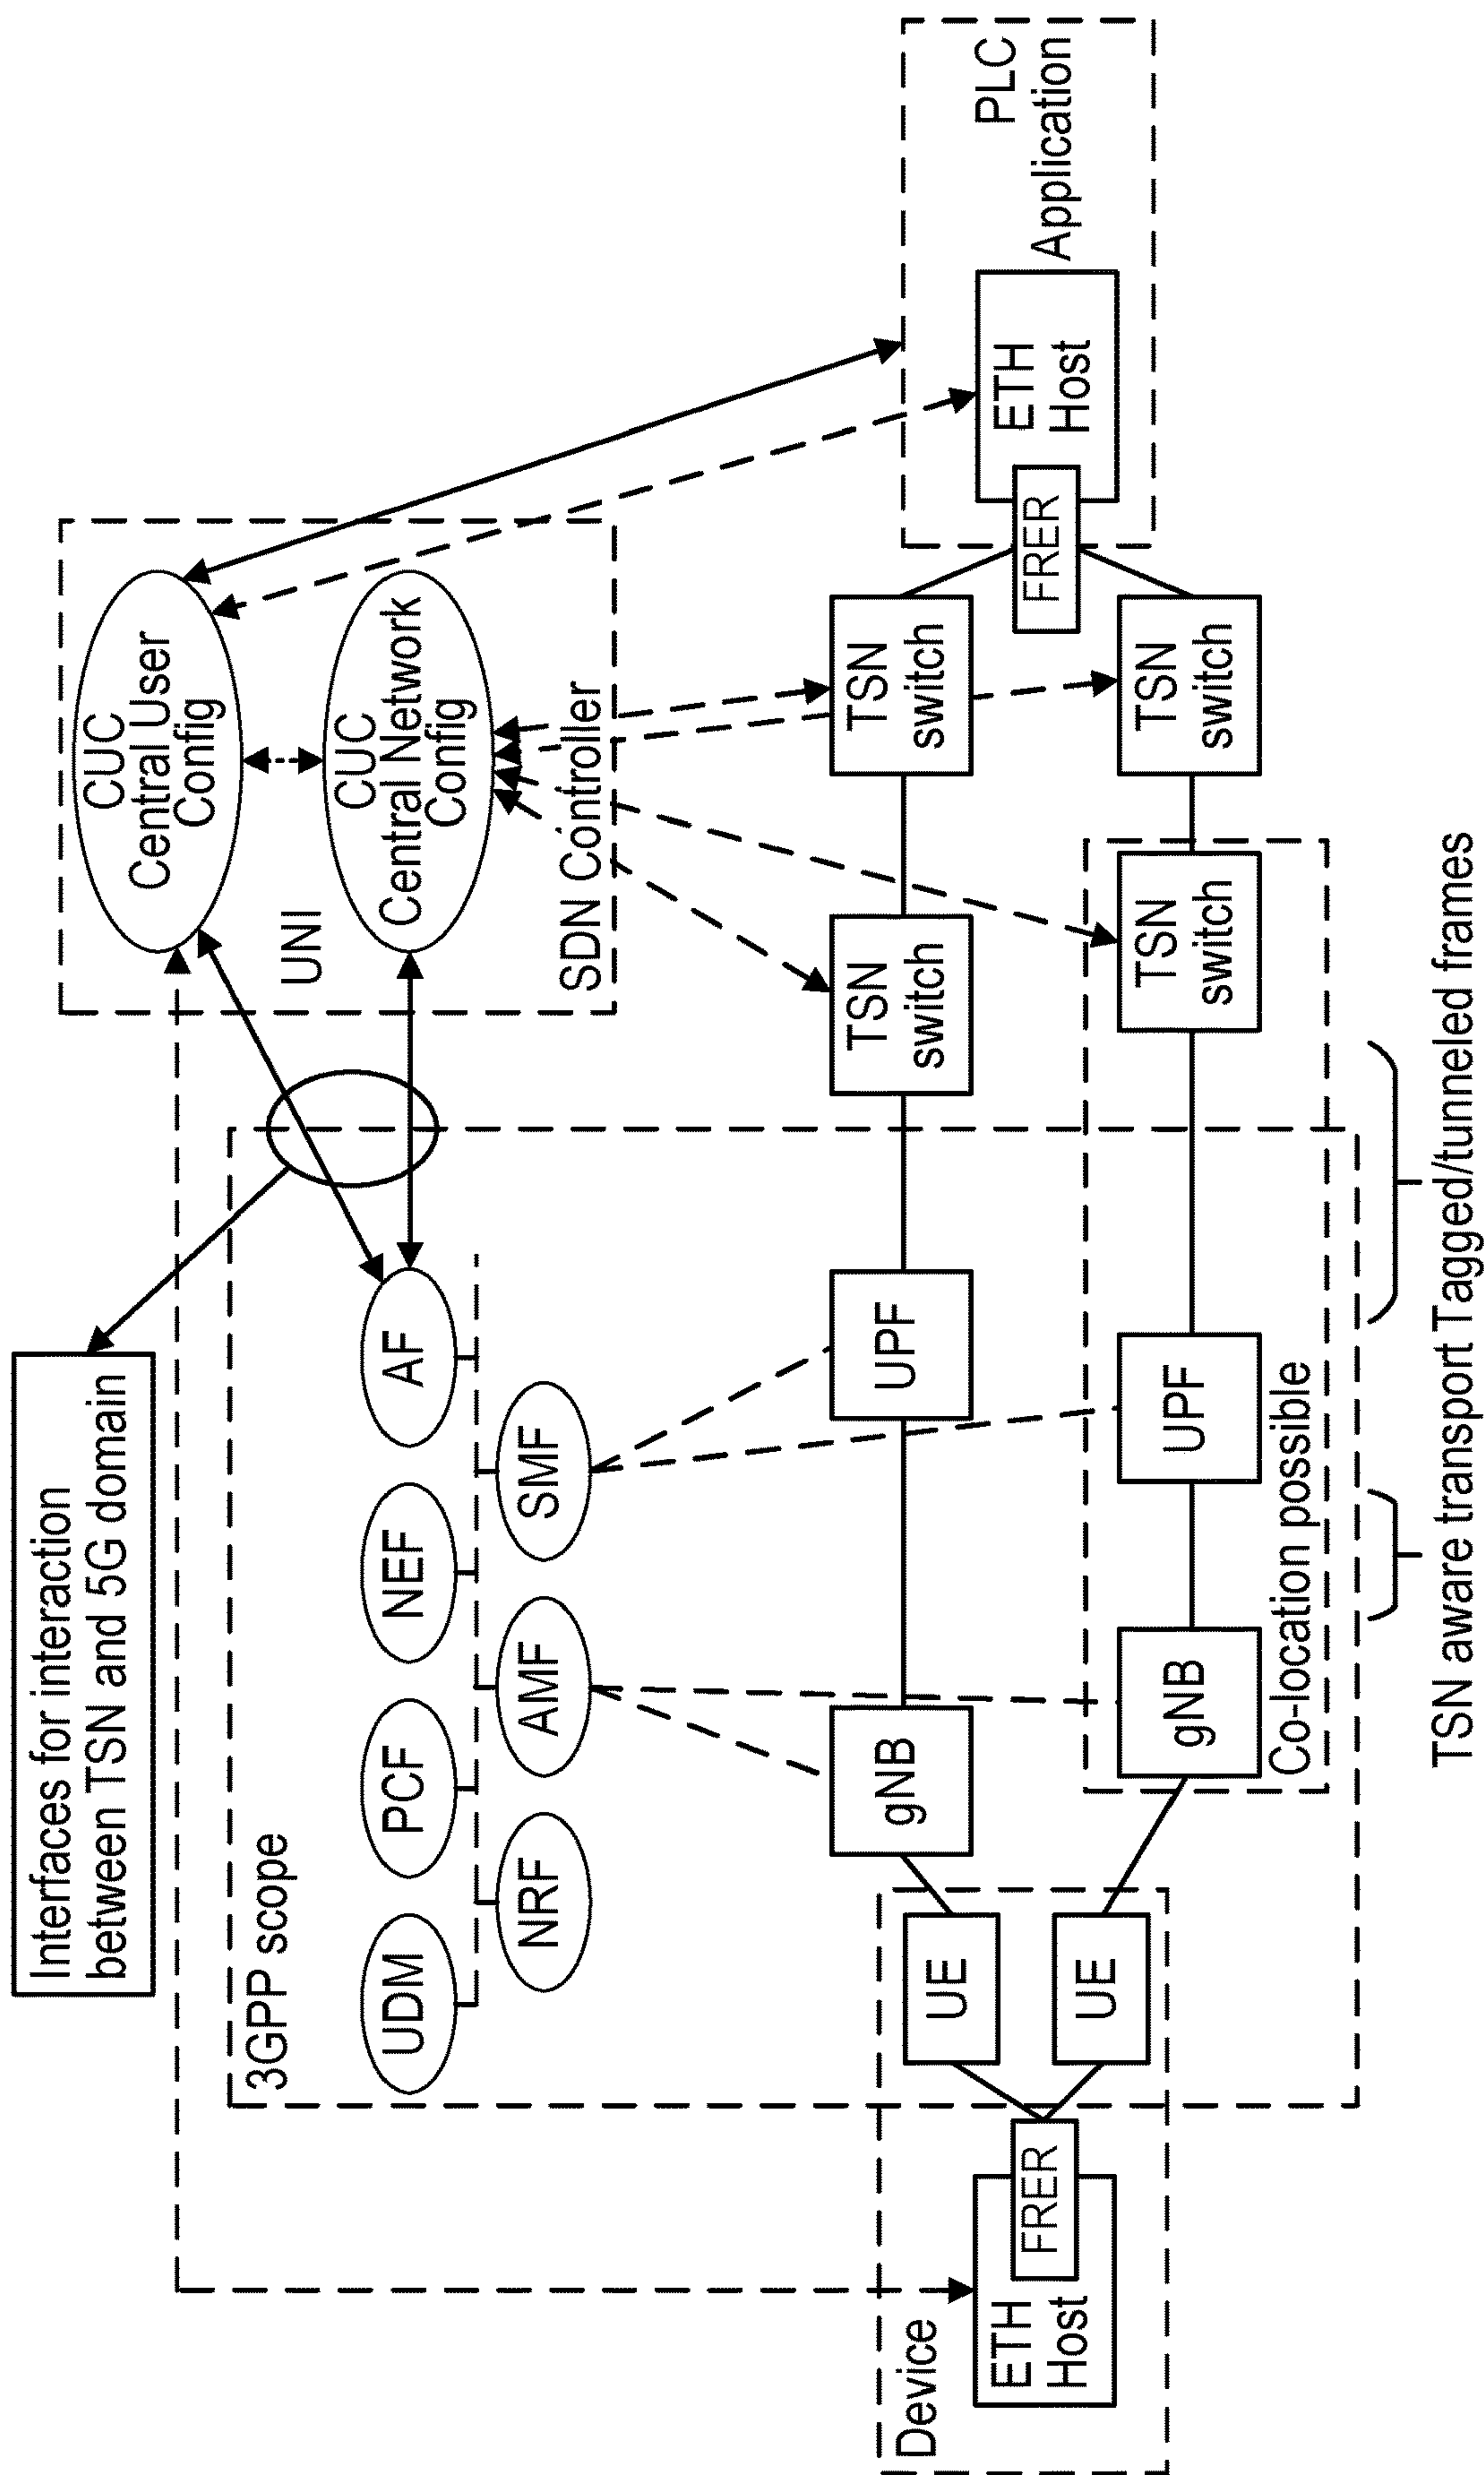 Interfaces for interaction
between TSN and 5G domain
3GPP scope
UDM
PCF
NEF
AF
NRF
AMF
SMF
CUC
Central User
Config
UNI
CUC
Central Network
Config
SDN Controller
Device
ETH
Host
FRER
UE
UE
gNB
UPF
TSN
switch
TSN
switch
gNB
UPF
TSN
switch
TSN
switch
Co-location possible
FRER
ETH
Host
PLC
Application
TSN aware transport Tagged/tunneled frames